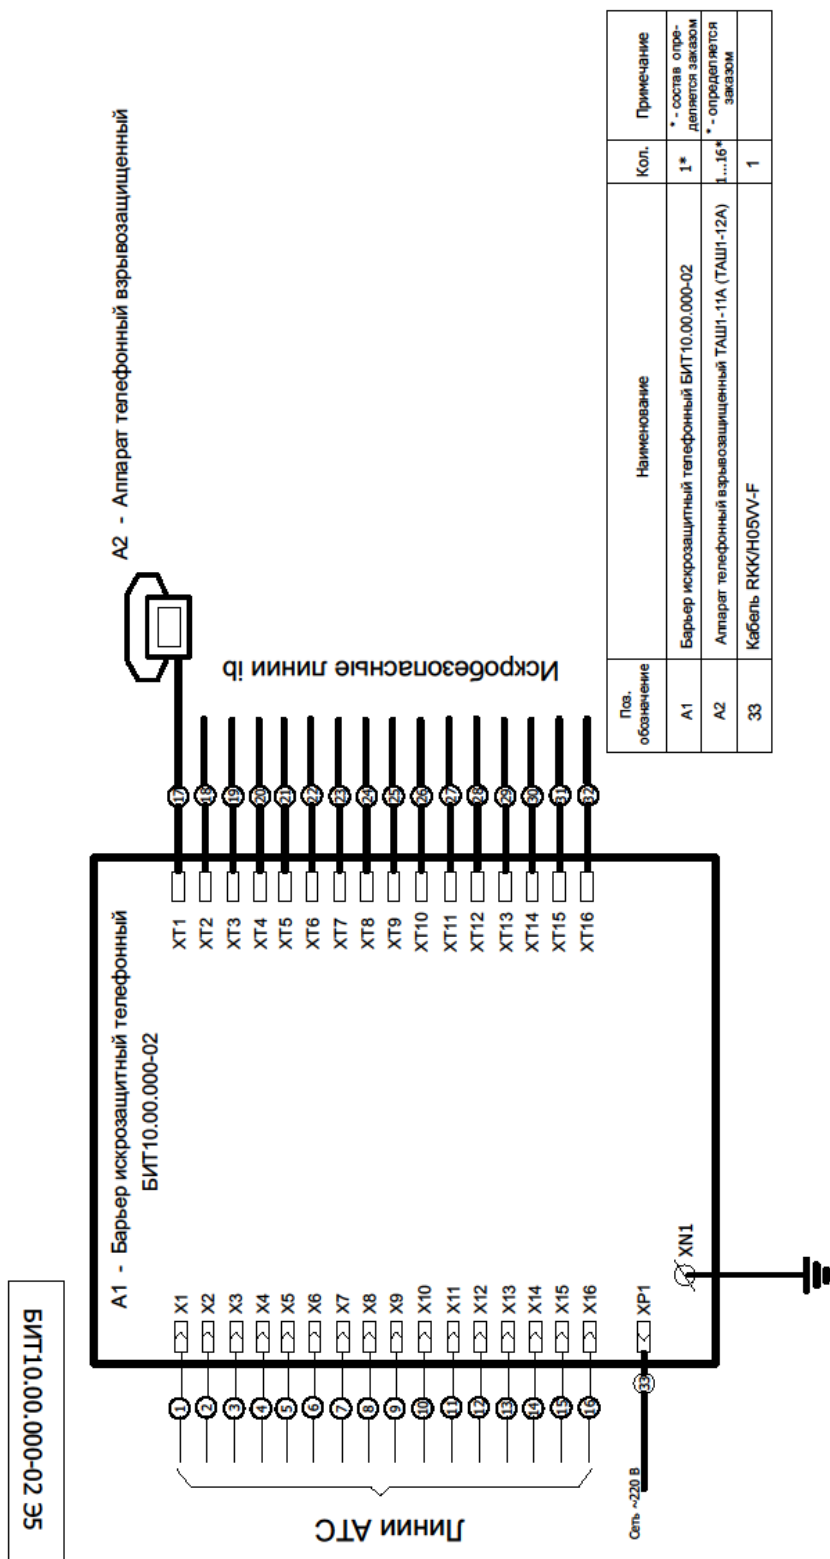 БИТ10.00.000-02 Э5
А1 - Барьер искрозащитный телефонный
БИТ10.00.000-02
А2 - Аппарат телефонный взрывозащищенный
Линии АТС
1
2
3
4
5
6
7
8
9
10
11
12
13
14
15
16
X1
X2
X3
X4
X5
X6
X7
X8
X9
X10
X11
X12
X13
X14
X15
X16
Сеть ~220 В
33
XP1
XN1
XT1
XT2
XT3
XT4
XT5
XT6
XT7
XT8
XT9
XT10
XT11
XT12
XT13
XT14
XT15
XT16
17
18
19
20
21
22
23
24
25
26
27
28
29
30
31
32
Искробезопасные линии ib
Поз.
обозначение
Наименование
Кол.
Примечание
А1
Барьер искрозащитный телефонный БИТ10.00.000-02
1*
* - состав опре-
деляется заказом
А2
Аппарат телефонный взрывозащищенный ТАШ1-11А (ТАШ1-12А)
1...16*
* - определяется
заказом
33
Кабель RKK/H05VV-F
1